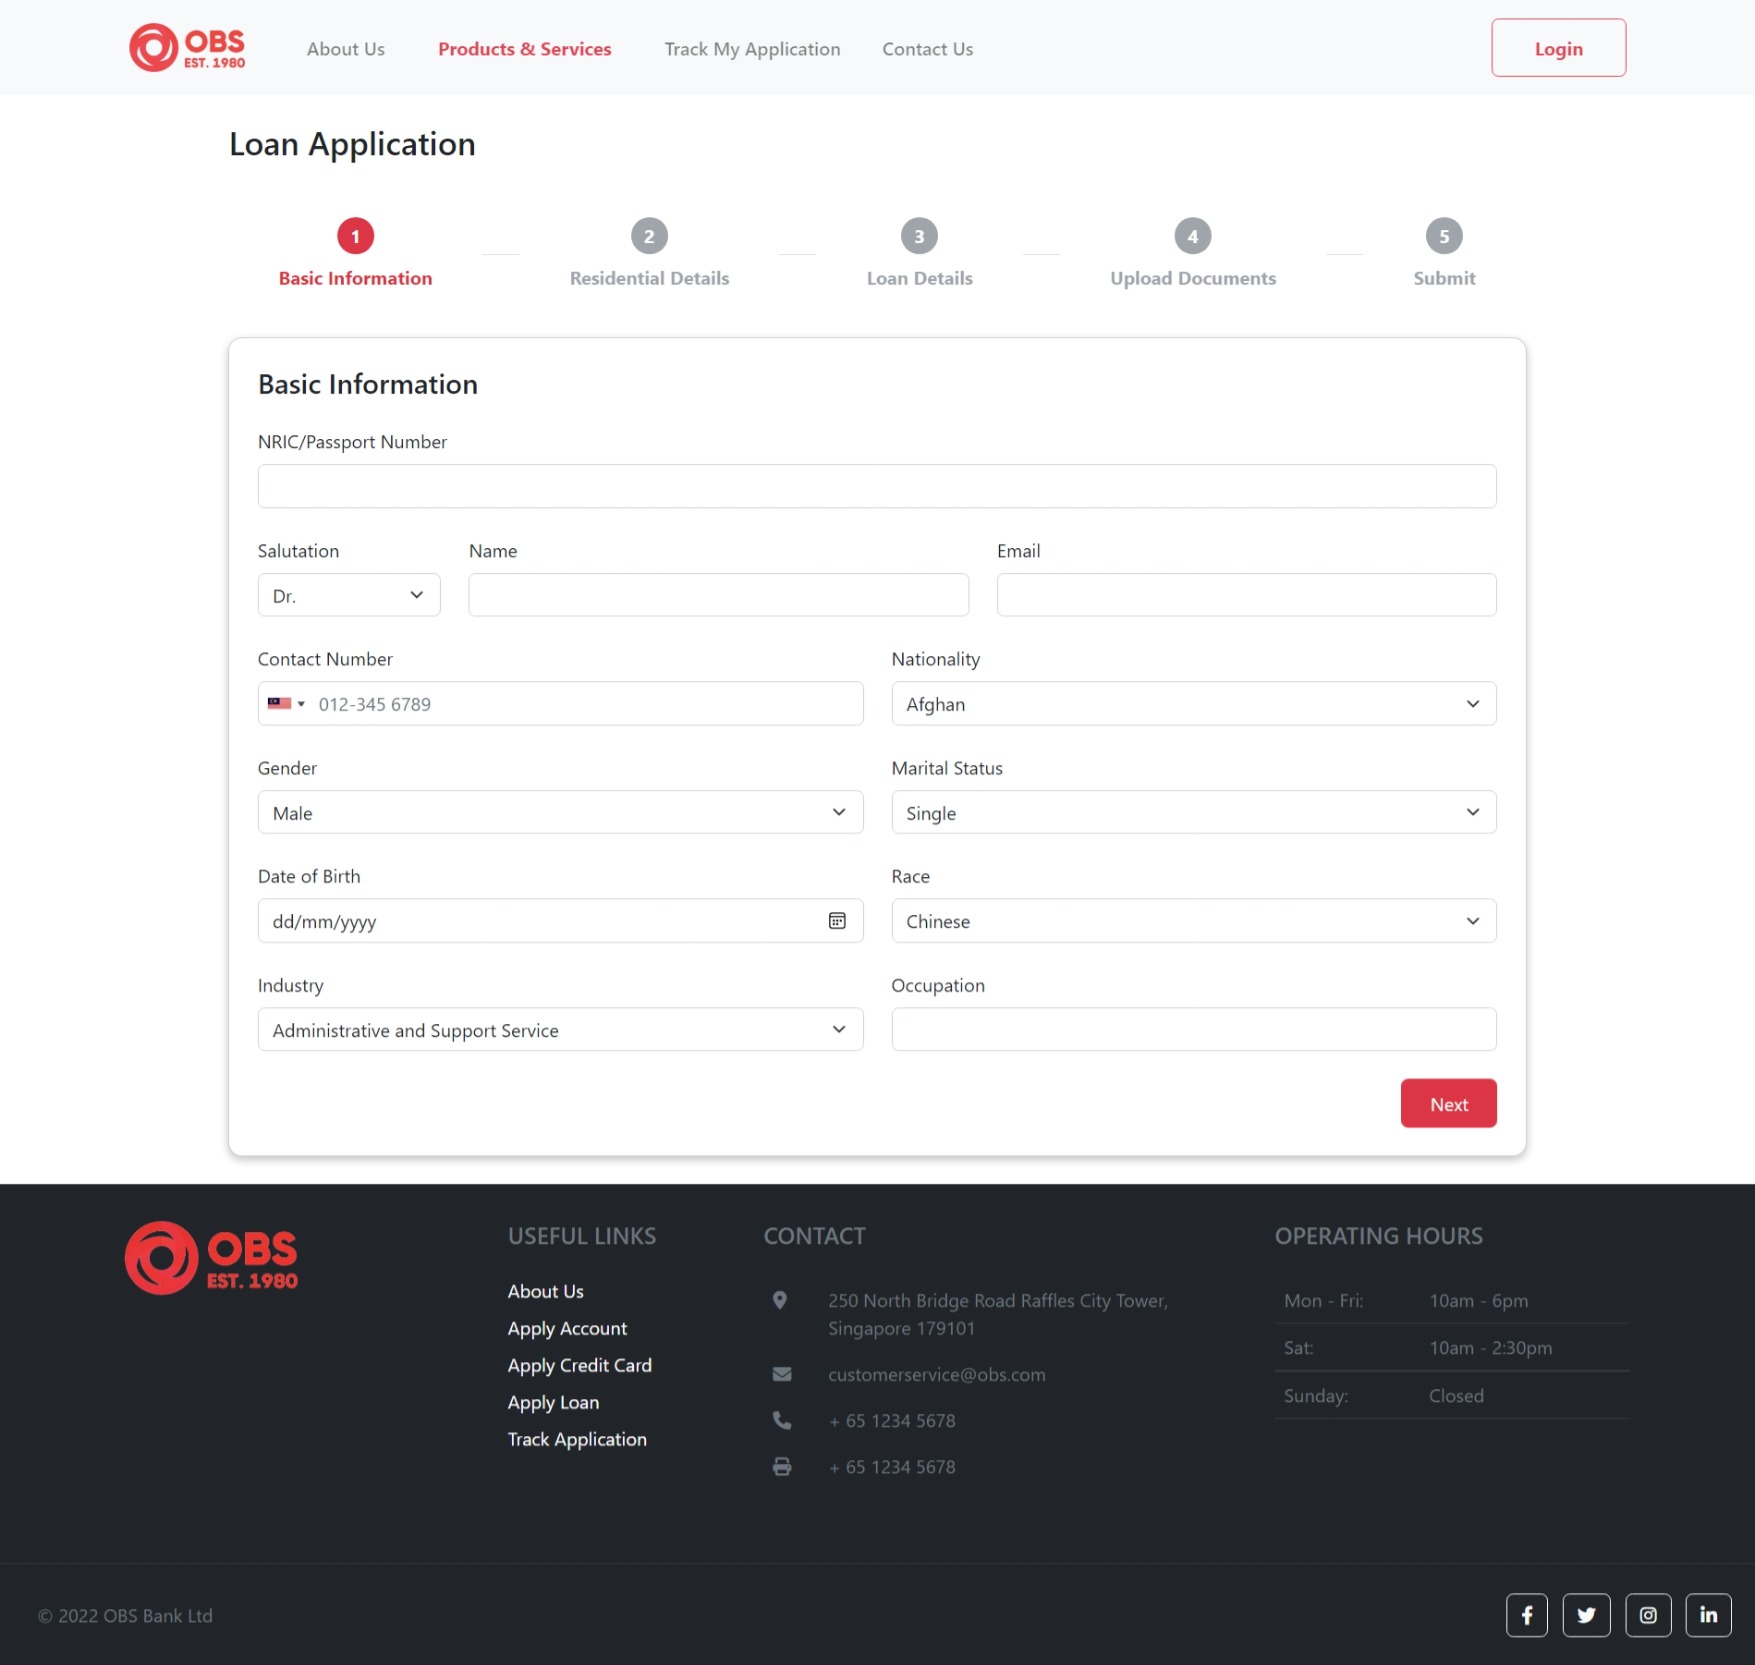 OBS
EST. 1980
About Us
Products & Services
Track My Application
Contact Us
Login
Loan Application
1
Basic Information
2
Residential Details
3
Loan Details
4
Upload Documents
5
Submit
Basic Information
NRIC/Passport Number
Salutation
Name
Email
Dr.
Contact Number
Nationality
012-345 6789
Afghan
Gender
Marital Status
Male
Single
Date of Birth
Race
dd/mm/yyyy
Chinese
Industry
Occupation
Administrative and Support Service
Next
OBS
EST. 1980
USEFUL LINKS
About Us
Apply Account
Apply Credit Card
Apply Loan
Track Application
CONTACT
250 North Bridge Road Raffles City Tower,
Singapore 179101
customerservice@obs.com
+ 65 1234 5678
+ 65 1234 5678
OPERATING HOURS
Mon - Fri: 10am - 6pm
Sat: 10am - 2:30pm
Sunday: Closed
© 2022 OBS Bank Ltd